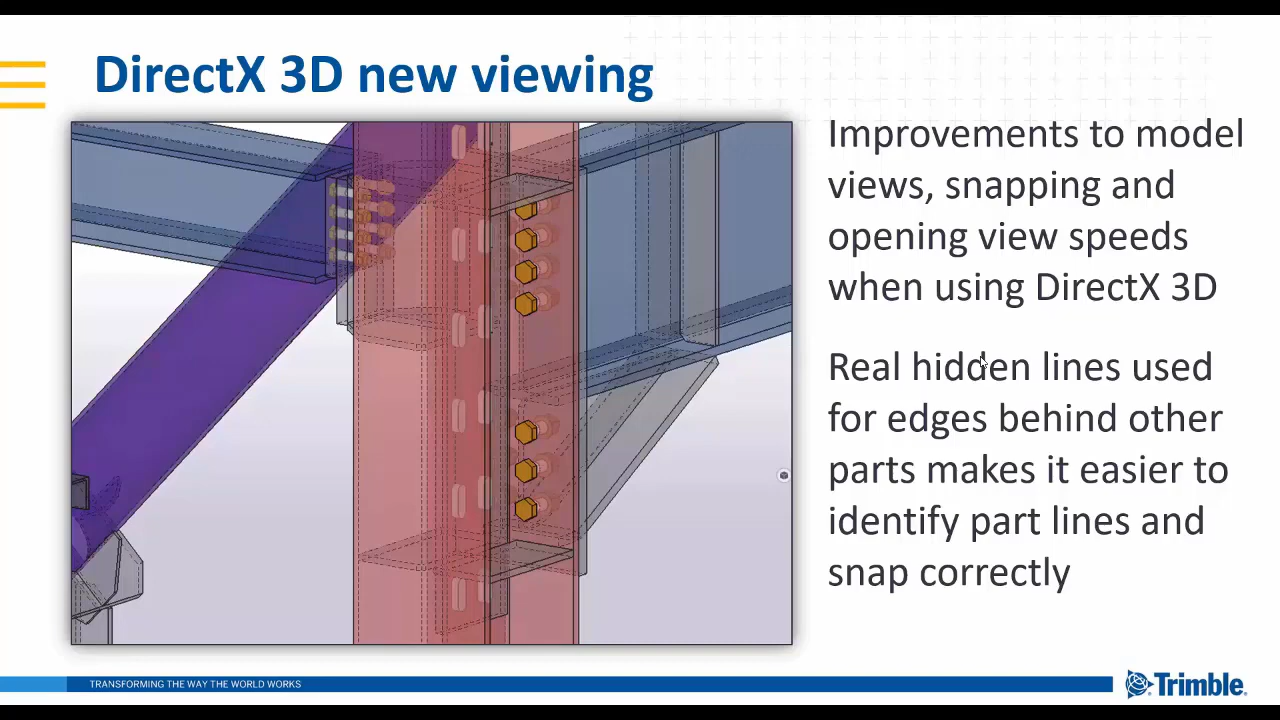 DirectX 3D new viewing
Improvements to model
views, snapping and
opening view speeds
when using DirectX 3D
Real hidden lines used
for edges behind other
parts makes it easier to
identify part lines and
snap correctly
TRANSFORMING THE WAY THE WORLD WORKS
Trimble.